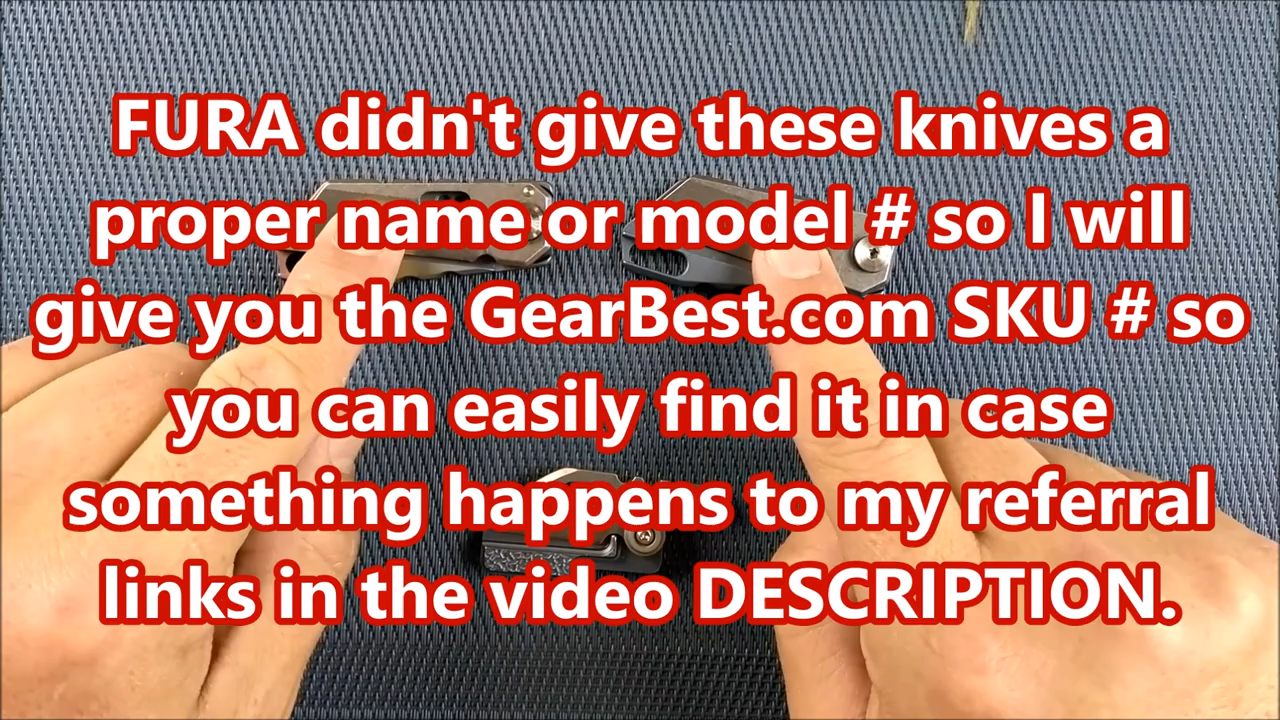 FURA didn't give these knives a
proper name or model # so I will
give you the GearBest.com SKU # so
you can easily find it in case
something happens to my referral
links in the video DESCRIPTION.